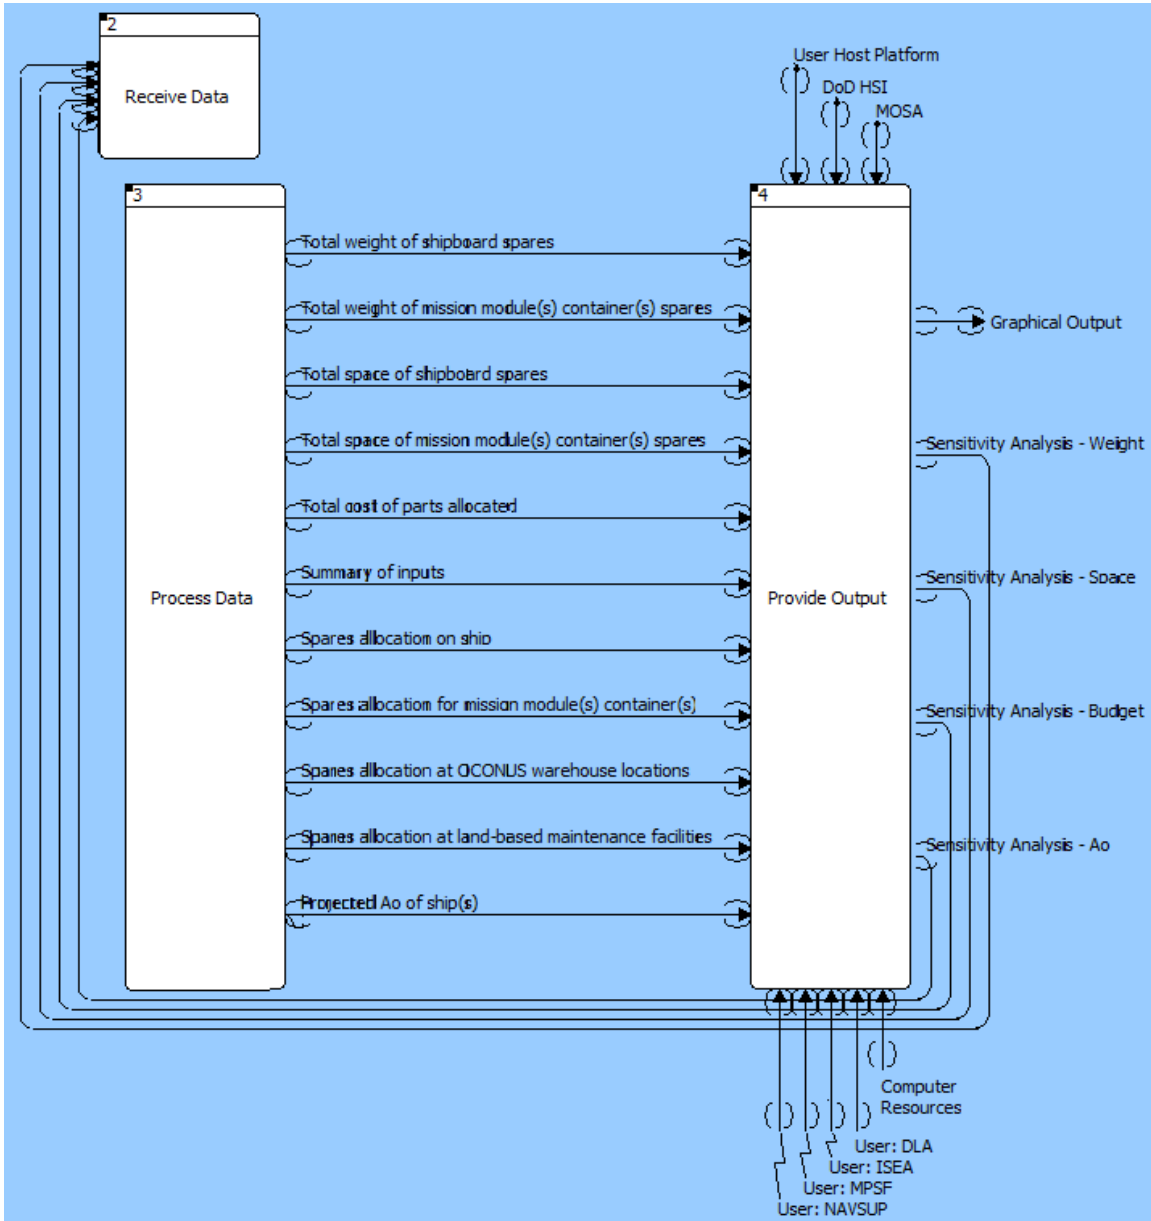 2
Receive Data
User Host Platform
DoD HSI
MOSA
3
Process Data
4
Provide Output
Total weight of shipboard spares
Total weight of mission module(s) container(s) spares
Total space of shipboard spares
Total space of mission module(s) container(s) spares
Total cost of parts allocated
Summary of inputs
Spares allocation on ship
Spares allocation for mission module(s) container(s)
Spares allocation at OCONUS warehouse locations
Spares allocation at land-based maintenance facilities
Projected Ao of ship(s)
Graphical Output
Sensitivity Analysis - Weight
Sensitivity Analysis - Space
Sensitivity Analysis - Budget
Sensitivity Analysis - Ao
Computer
Resources
User: DLA
User: ISEA
User: MPSF
User: NAVSUP